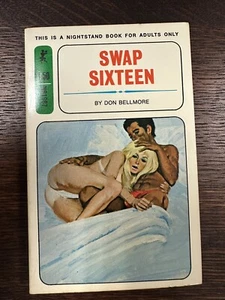 THIS IS A NIGHTSTAND BOOK FOR ADULTS ONLY
SWAP
SIXTEEN
BY DON BELLMORE